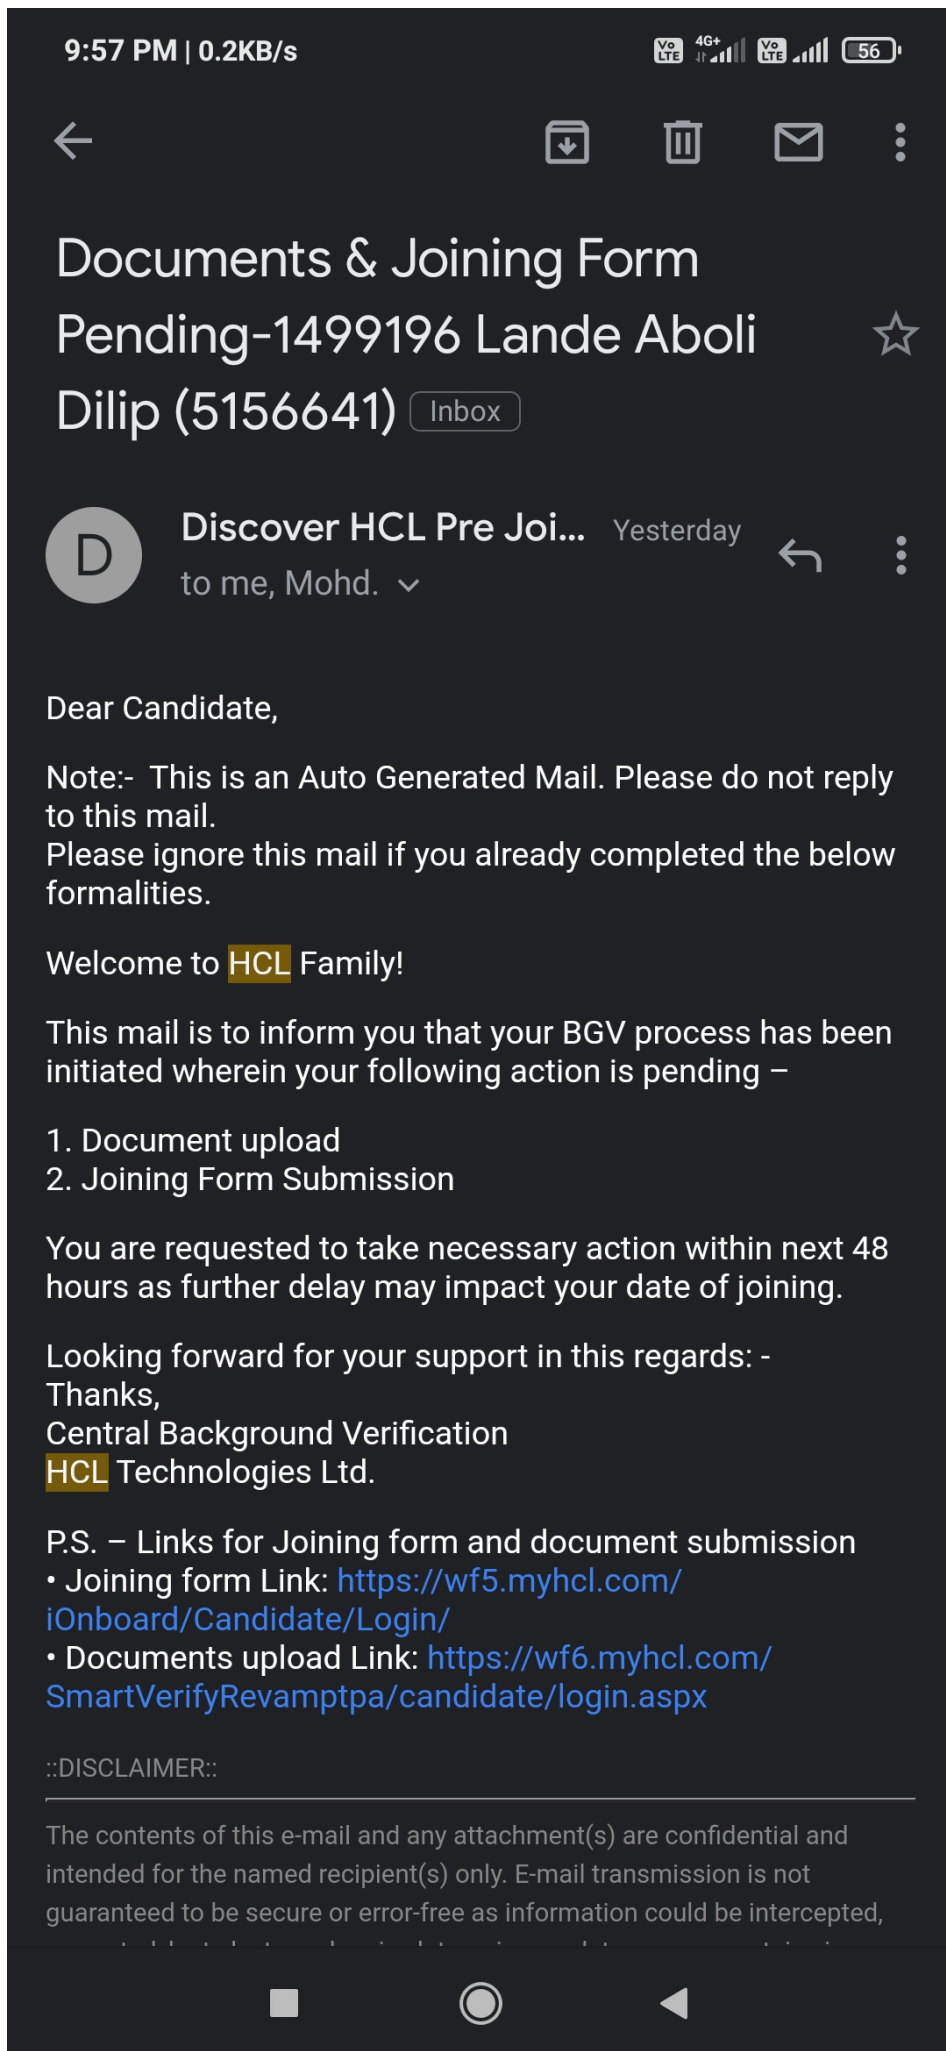 9:57 PM | 0.2KB/s
Vo LTE 4G+ Vo LTE 56
Documents & Joining Form
Pending-1499196 Lande Aboli
Dilip (5156641) Inbox
D
Discover HCL Pre Joi... Yesterday
to me, Mohd.
Dear Candidate,
Note:-  This is an Auto Generated Mail. Please do not reply
to this mail.
Please ignore this mail if you already completed the below
formalities.
Welcome to HCL Family!
This mail is to inform you that your BGV process has been
initiated wherein your following action is pending –
1. Document upload
2. Joining Form Submission
You are requested to take necessary action within next 48
hours as further delay may impact your date of joining.
Looking forward for your support in this regards: -
Thanks,
Central Background Verification
HCL Technologies Ltd.
P.S. – Links for Joining form and document submission
• Joining form Link: https://wf5.myhcl.com/
iOnboard/Candidate/Login/
• Documents upload Link: https://wf6.myhcl.com/
SmartVerifyRevamptpa/candidate/login.aspx
::DISCLAIMER::
The contents of this e-mail and any attachment(s) are confidential and
intended for the named recipient(s) only. E-mail transmission is not
guaranteed to be secure or error-free as information could be intercepted,